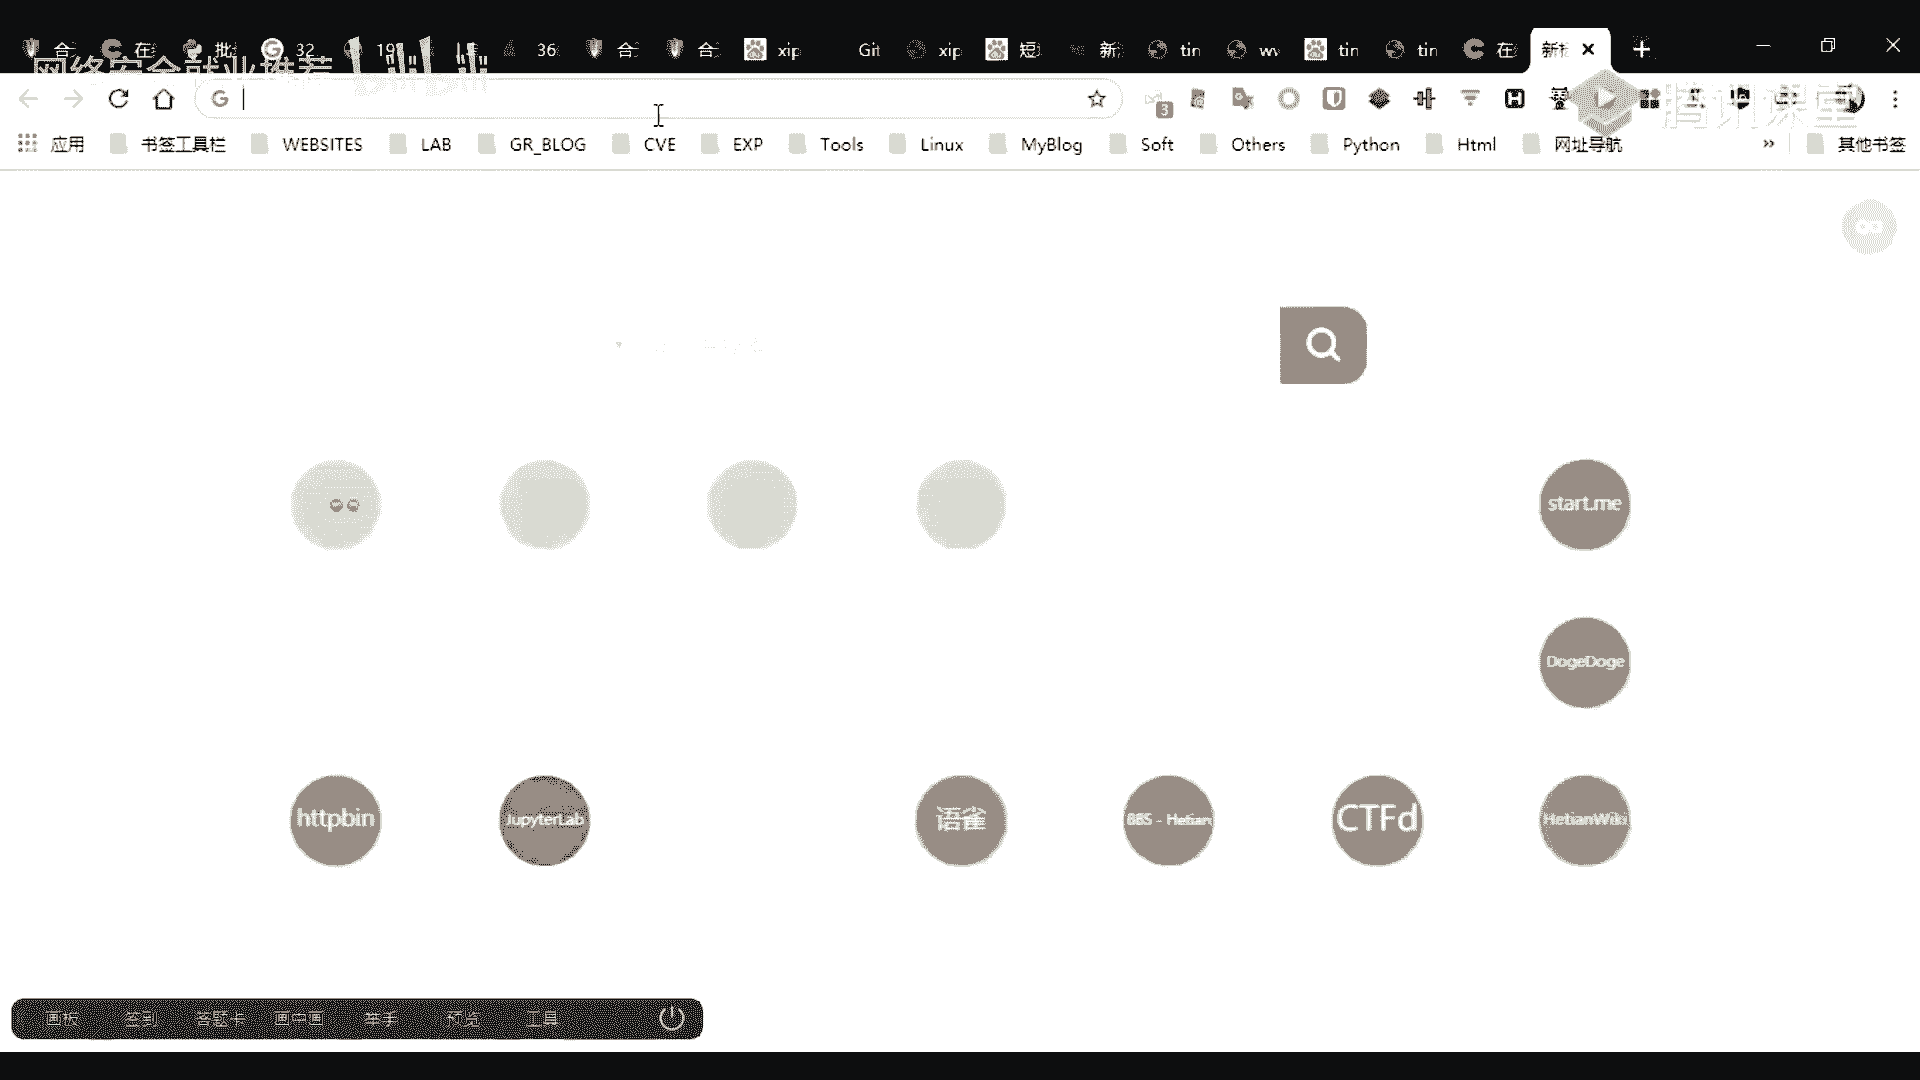 合 在 批 32 19 36 合 合 xip Git xip 短 新 tin w tin tin 在 新
网络安全就业推荐
腾讯课堂
3
应用 书签工具栏 WEBSITES LAB GR_BLOG CVE EXP Tools Linux MyBlog Soft Others Python Html 网址导航 » 其他书签
start.me
DogeDoge
httpbin JupyterLab 语雀 BBS - Hetian CTFd HetianWiki
画板 签到 答题卡 画中画 举手 预览 工具